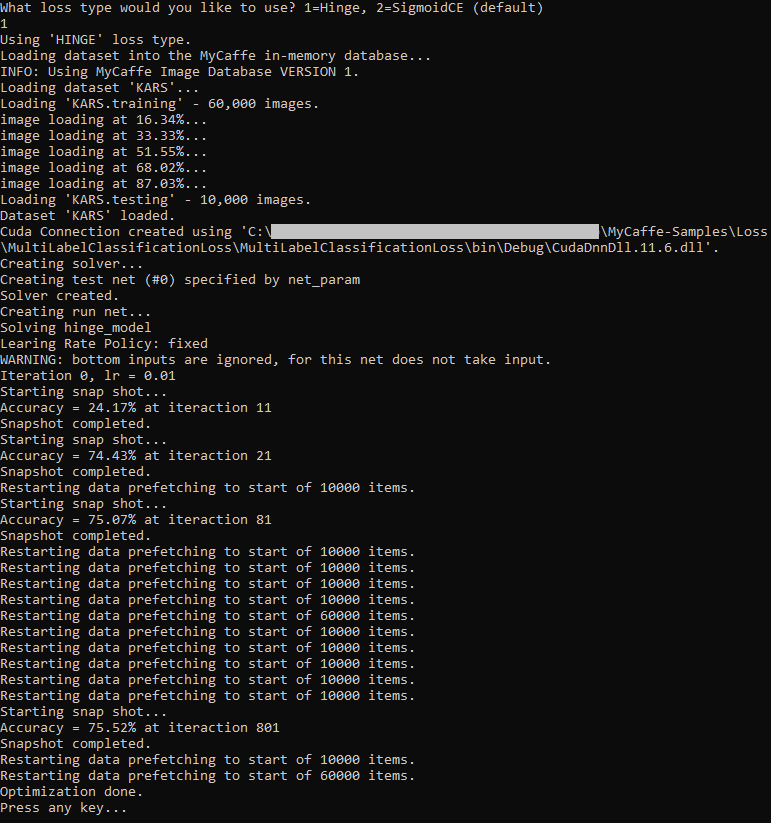 What loss type would you like to use? 1=Hinge, 2=SigmoidCE (default)
1
Using 'HINGE' loss type.
Loading dataset into the MyCaffe in-memory database...
INFO: Using MyCaffe Image Database VERSION 1.
Loading dataset 'KARS'...
Loading 'KARS.training' - 60,000 images.
image loading at 16.34%...
image loading at 33.33%...
image loading at 51.55%...
image loading at 68.02%...
image loading at 87.03%...
Loading 'KARS.testing' - 10,000 images.
Dataset 'KARS' loaded.
Cuda Connection created using 'C:\ \MyCaffe-Samples\Loss
\MultiLabelClassificationLoss\MultiLabelClassificationLoss\bin\Debug\CudaDnnDll.11.6.dll'.
Creating solver...
Creating test net (#0) specified by net_param
Solver created.
Creating run net...
Solving hinge_model
Learing Rate Policy: fixed
WARNING: bottom inputs are ignored, for this net does not take input.
Iteration 0, lr = 0.01
Starting snap shot...
Accuracy = 24.17% at iteraction 11
Snapshot completed.
Starting snap shot...
Accuracy = 74.43% at iteraction 21
Snapshot completed.
Restarting data prefetching to start of 10000 items.
Starting snap shot...
Accuracy = 75.07% at iteraction 81
Snapshot completed.
Restarting data prefetching to start of 10000 items.
Restarting data prefetching to start of 10000 items.
Restarting data prefetching to start of 10000 items.
Restarting data prefetching to start of 10000 items.
Restarting data prefetching to start of 60000 items.
Restarting data prefetching to start of 10000 items.
Restarting data prefetching to start of 10000 items.
Restarting data prefetching to start of 10000 items.
Restarting data prefetching to start of 10000 items.
Restarting data prefetching to start of 10000 items.
Starting snap shot...
Accuracy = 75.52% at iteraction 801
Snapshot completed.
Restarting data prefetching to start of 10000 items.
Restarting data prefetching to start of 60000 items.
Optimization done.
Press any key...